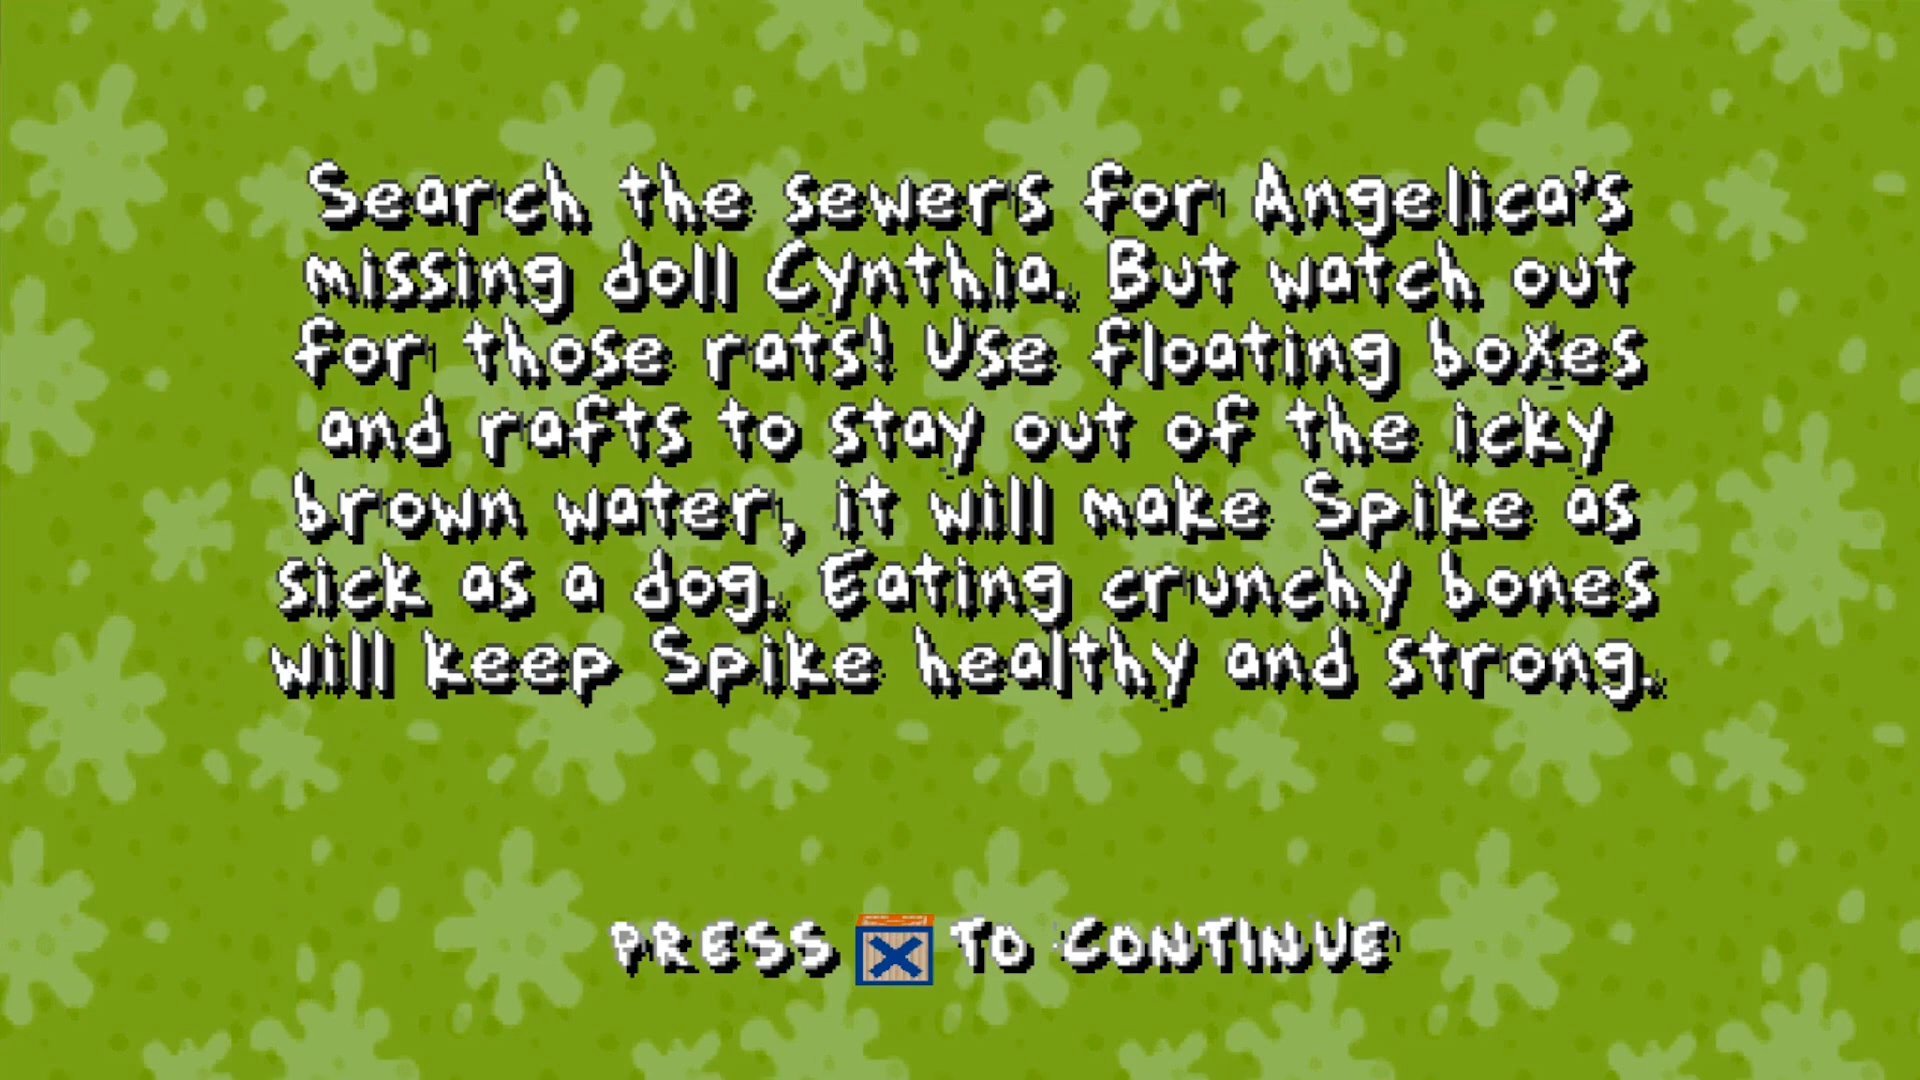 Search the sewers for Angelica's
missing doll Cynthia. But watch out
for those rats! Use floating boxes
and rafts to stay out of the icky
brown water, it will make Spike as
sick as a dog. Eating crunchy bones
will keep Spike healthy and strong.
PRESS X TO CONTINUE